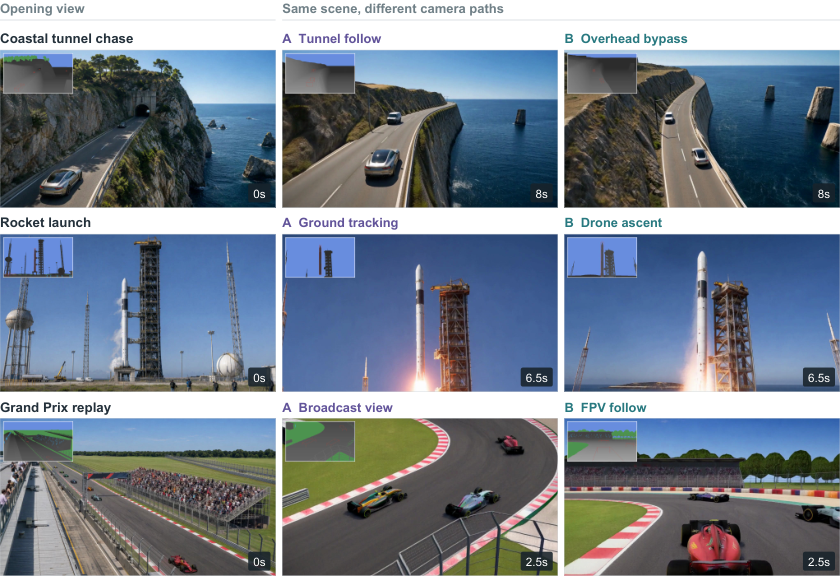 Opening view
Same scene, different camera paths
Coastal tunnel chase
A Tunnel follow
B Overhead bypass
0s
8s
8s
Rocket launch
A Ground tracking
B Drone ascent
0s
6.5s
6.5s
Grand Prix replay
A Broadcast view
B FPV follow
0s
2.5s
2.5s